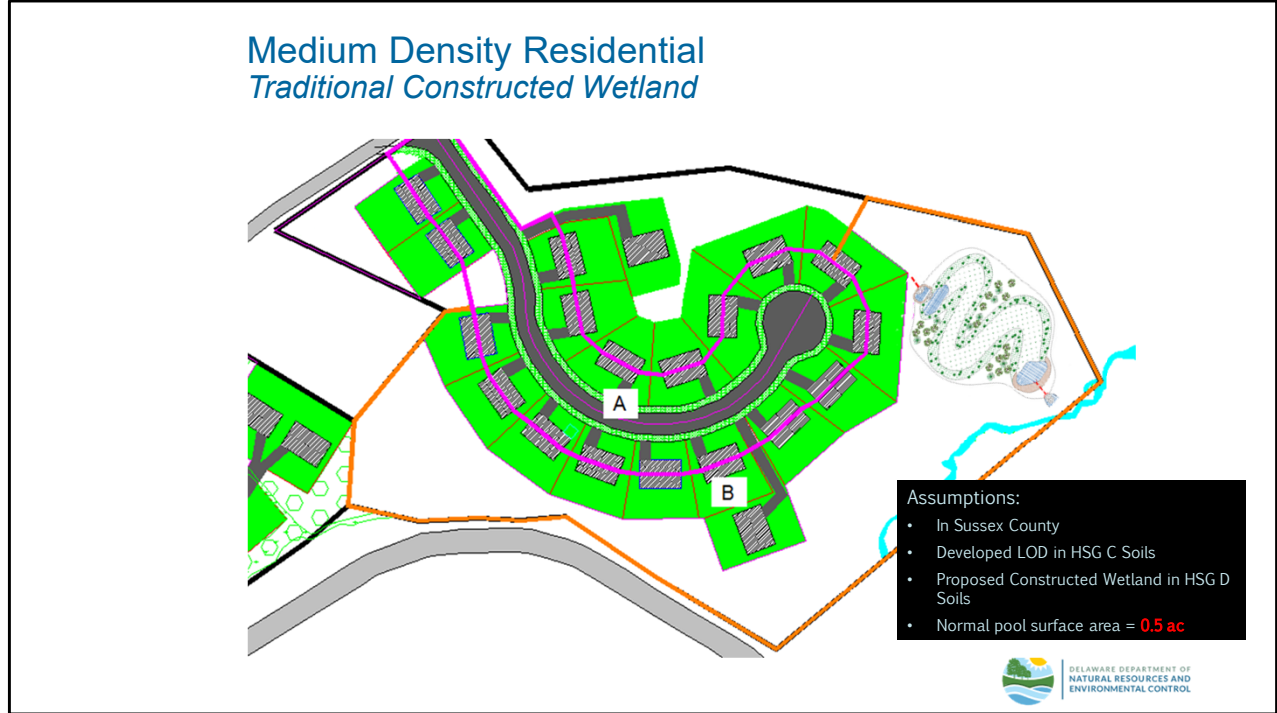 Medium Density Residential
Traditional Constructed Wetland
A
B
Assumptions:
• In Sussex County
• Developed LOD in HSG C Soils
• Proposed Constructed Wetland in HSG D
Soils
• Normal pool surface area = 0.5 ac
DELAWARE DEPARTMENT OF
NATURAL RESOURCES AND
ENVIRONMENTAL CONTROL